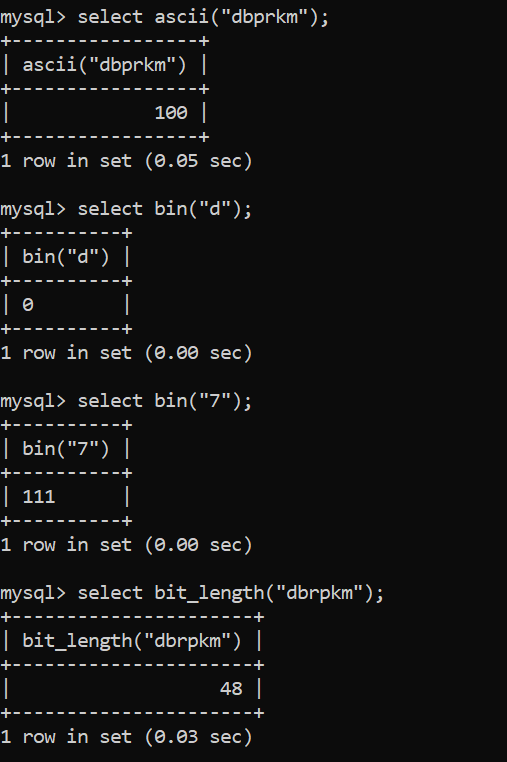 mysql> select ascii("dbprkm");
+-----------------+
| ascii("dbprkm") |
+-----------------+
|             100 |
+-----------------+
1 row in set (0.05 sec)

mysql> select bin("d");
+----------+
| bin("d") |
+----------+
| 0        |
+----------+
1 row in set (0.00 sec)

mysql> select bin("7");
+----------+
| bin("7") |
+----------+
| 111      |
+----------+
1 row in set (0.00 sec)

mysql> select bit_length("dbrpkm");
+----------------------+
| bit_length("dbrpkm") |
+----------------------+
|                   48 |
+----------------------+
1 row in set (0.03 sec)